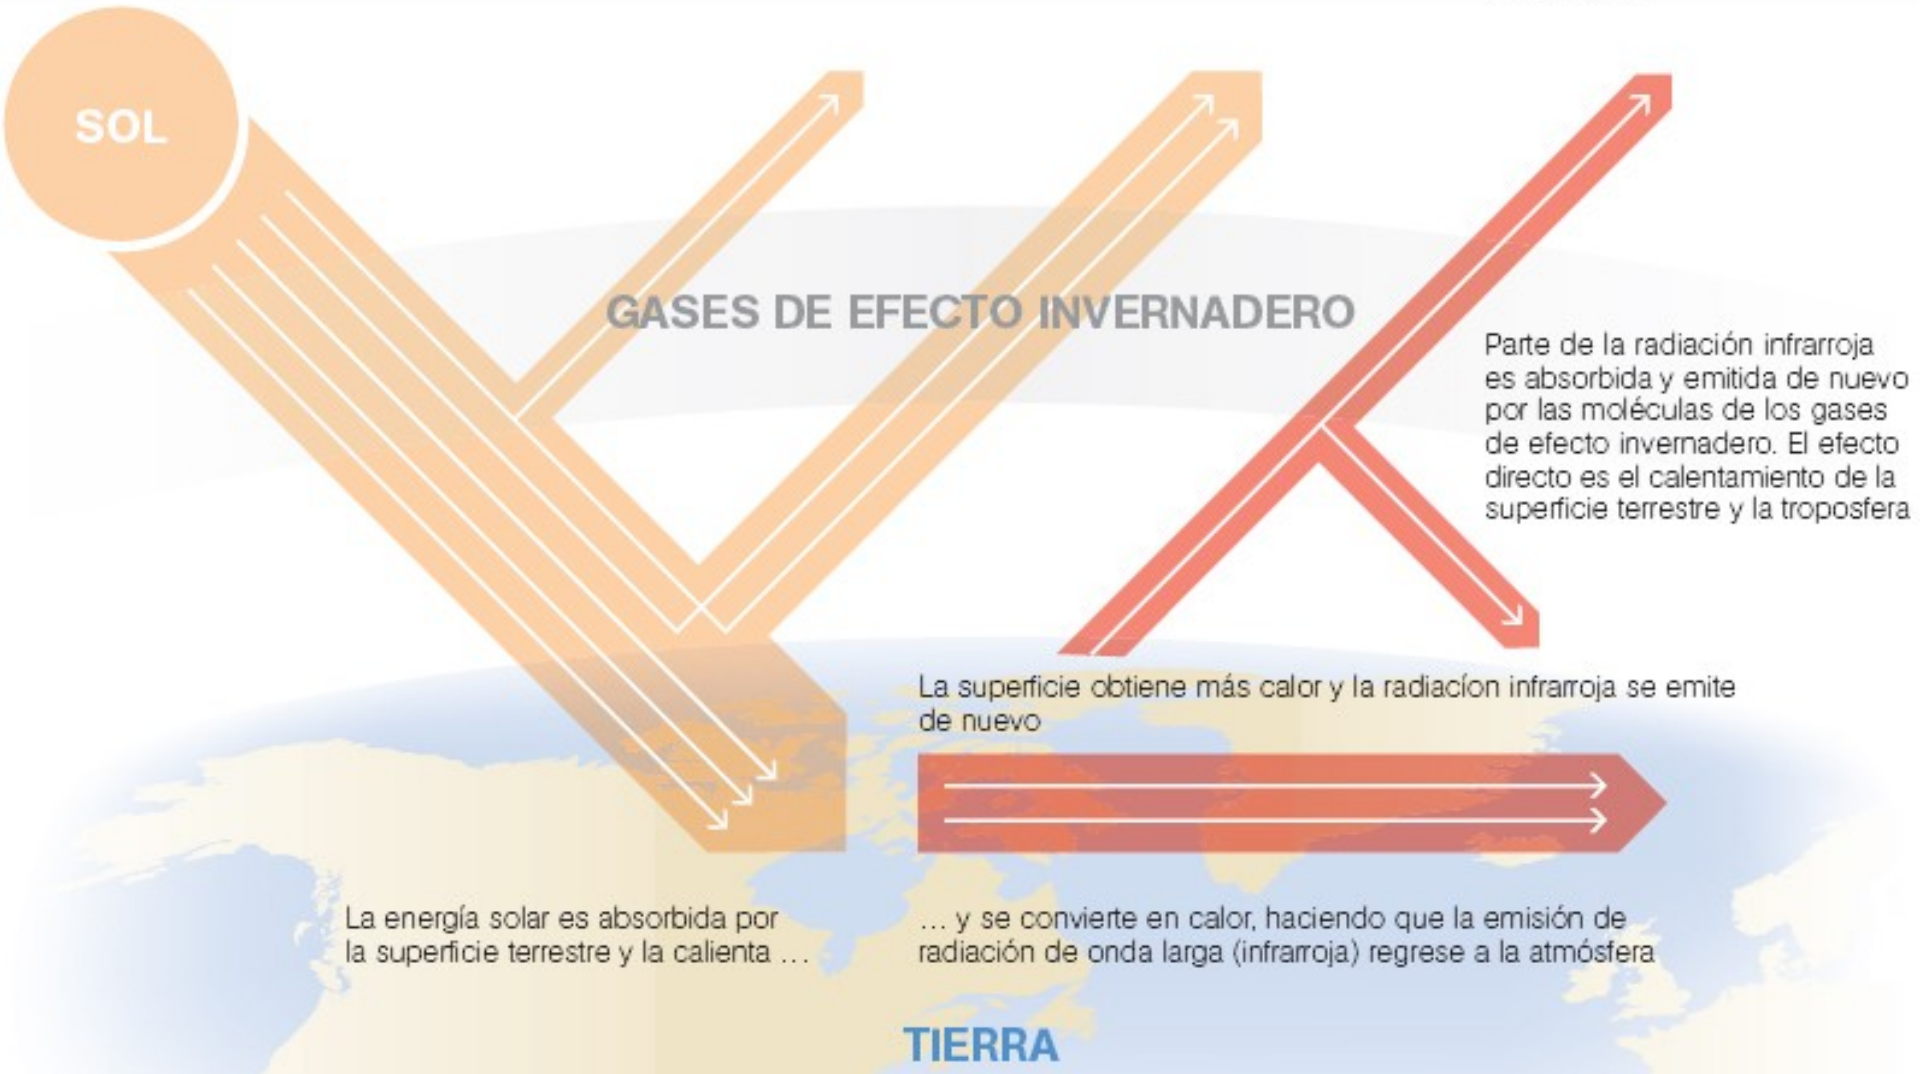 SOL
GASES DE EFECTO INVERNADERO
Parte de la radiación infrarroja
es absorbida y emitida de nuevo
por las moléculas de los gases
de efecto invernadero. El efecto
directo es el calentamiento de la
superficie terrestre y la troposfera
La superficie obtiene más calor y la radiacíon infrarroja se emite
de nuevo
La energía solar es absorbida por
la superficie terrestre y la calienta ...
... y se convierte en calor, haciendo que la emisión de
radiación de onda larga (infrarroja) regrese a la atmósfera
TIERRA